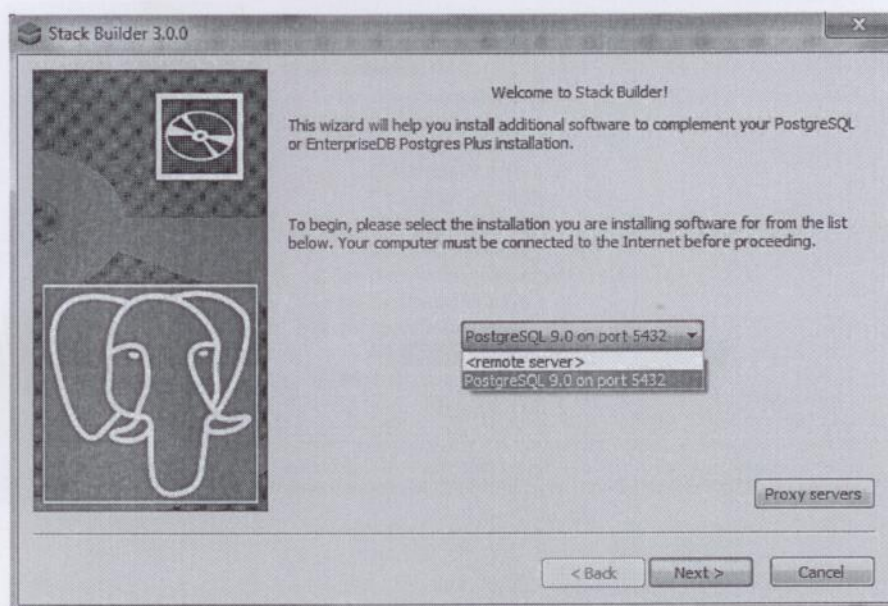 Stack Builder 3.0.0
Welcome to Stack Builder!
This wizard will help you install additional software to complement your PostgreSQL
or EnterpriseDB Postgres Plus installation.
To begin, please select the installation you are installing software for from the list
below. Your computer must be connected to the Internet before proceeding.
PostgreSQL 9.0 on port 5432
<remote server>
PostgreSQL 9.0 on port 5432
Proxy servers
< Back
Next >
Cancel